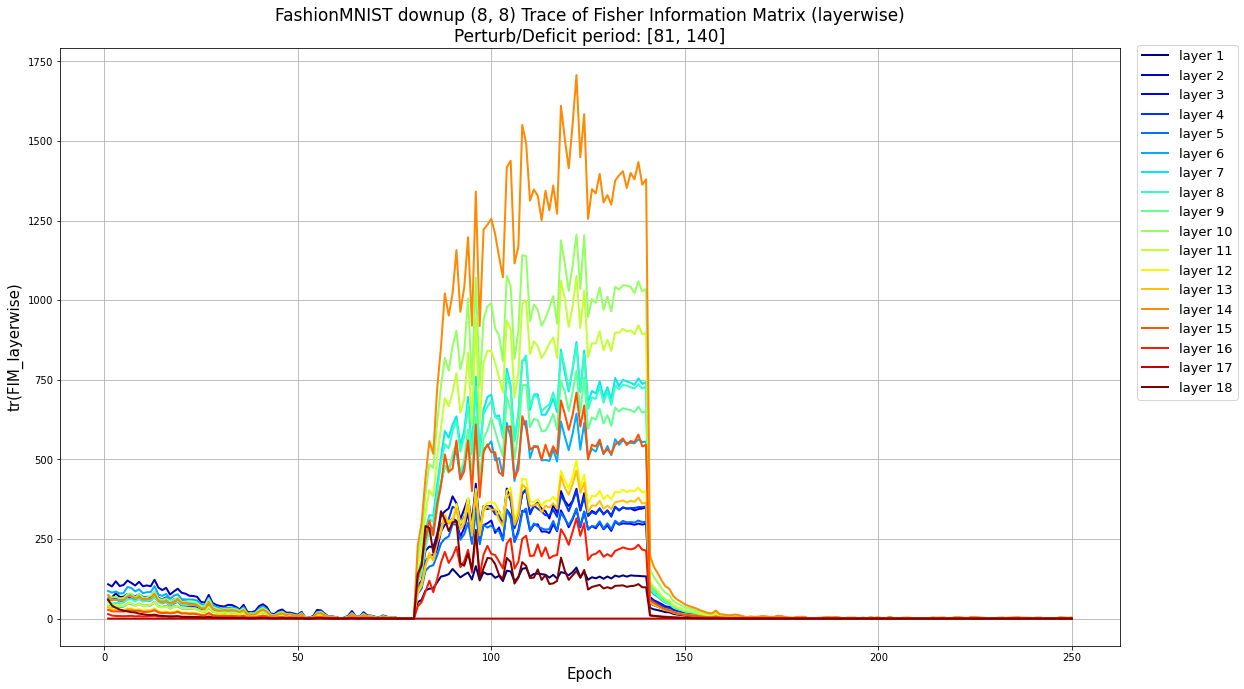 FashionMNIST downup (8, 8) Trace of Fisher Information Matrix (layerwise)
Perturb/Deficit period: [81, 140]
tr(FIM_layerwise)
1750
1500
1250
1000
750
500
250
0
0
50
100
150
200
250
Epoch
layer 1
layer 2
layer 3
layer 4
layer 5
layer 6
layer 7
layer 8
layer 9
layer 10
layer 11
layer 12
layer 13
layer 14
layer 15
layer 16
layer 17
layer 18